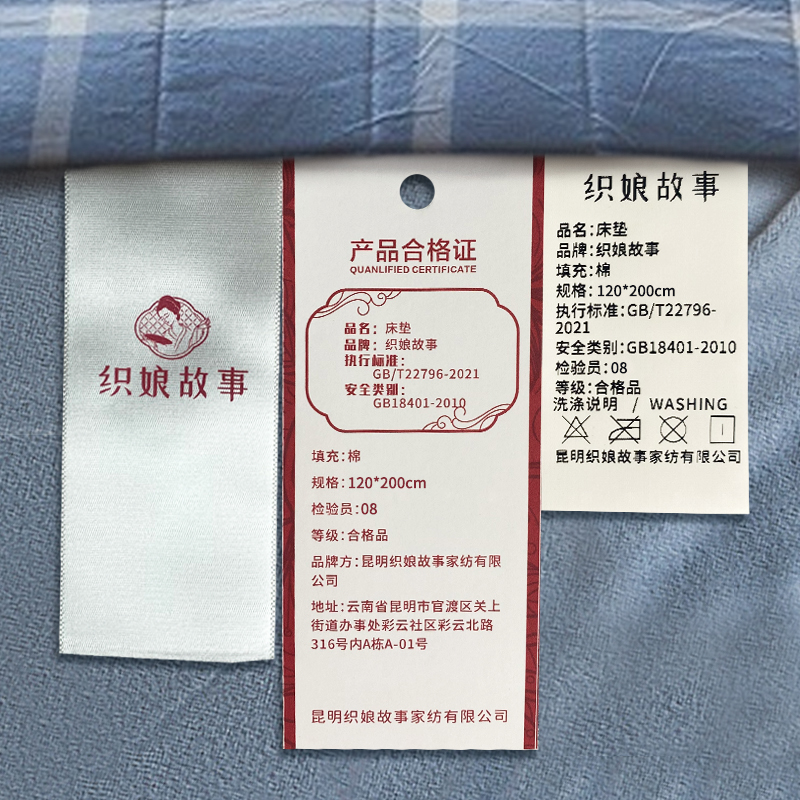 织娘故事
产品合格证
QUANLIFIED CERTIFICATE
品名：床垫
品牌：织娘故事
执行标准：
GB/T22796-2021
安全类别：
GB18401-2010
填充：棉
规格：120*200cm
检验员：08
等级：合格品
品牌方：昆明织娘故事家纺有限
公司
地址：云南省昆明市官渡区关上
街道办事处彩云社区彩云北路
316号内A栋A-01号
昆明织娘故事家纺有限公司
织娘故事
品名：床垫
品牌：织娘故事
填充：棉
规格：120*200cm
执行标准：GB/T22796-
2021
安全类别：GB18401-2010
检验员：08
等级：合格品
洗涤说明 / WASHING
昆明织娘故事家纺有限公司